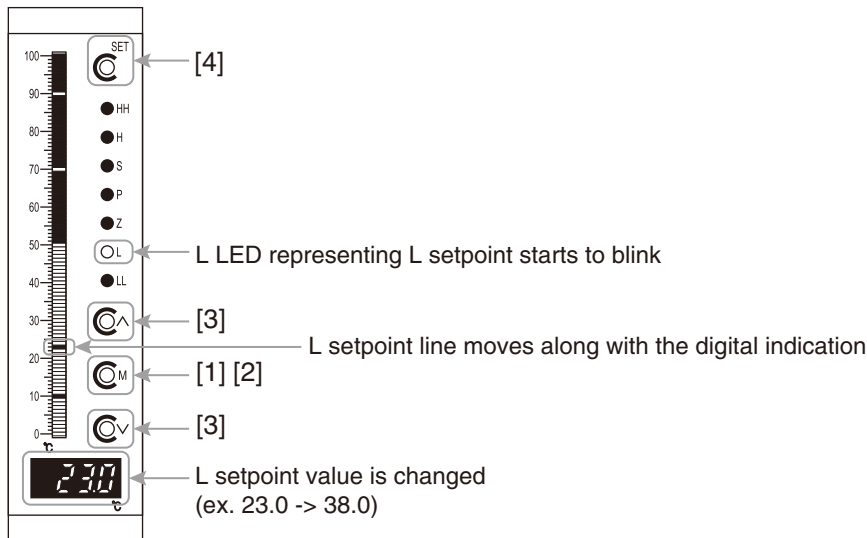 SET
[4]
100
90
80
70
60
50
40
30
20
10
0
℃
HH
H
S
P
Z
L
LL
M
L LED representing L setpoint starts to blink
[3]
L setpoint line moves along with the digital indication
[1] [2]
[3]
23.0
℃
L setpoint value is changed
(ex. 23.0 -> 38.0)